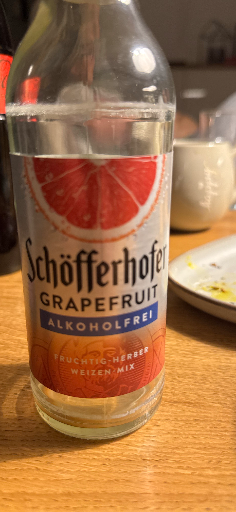 Schöfferhofer
GRAPEFRUIT
ALKOHOLFREI
FRUCHTIG-HERBER
WEIZEN-MIX